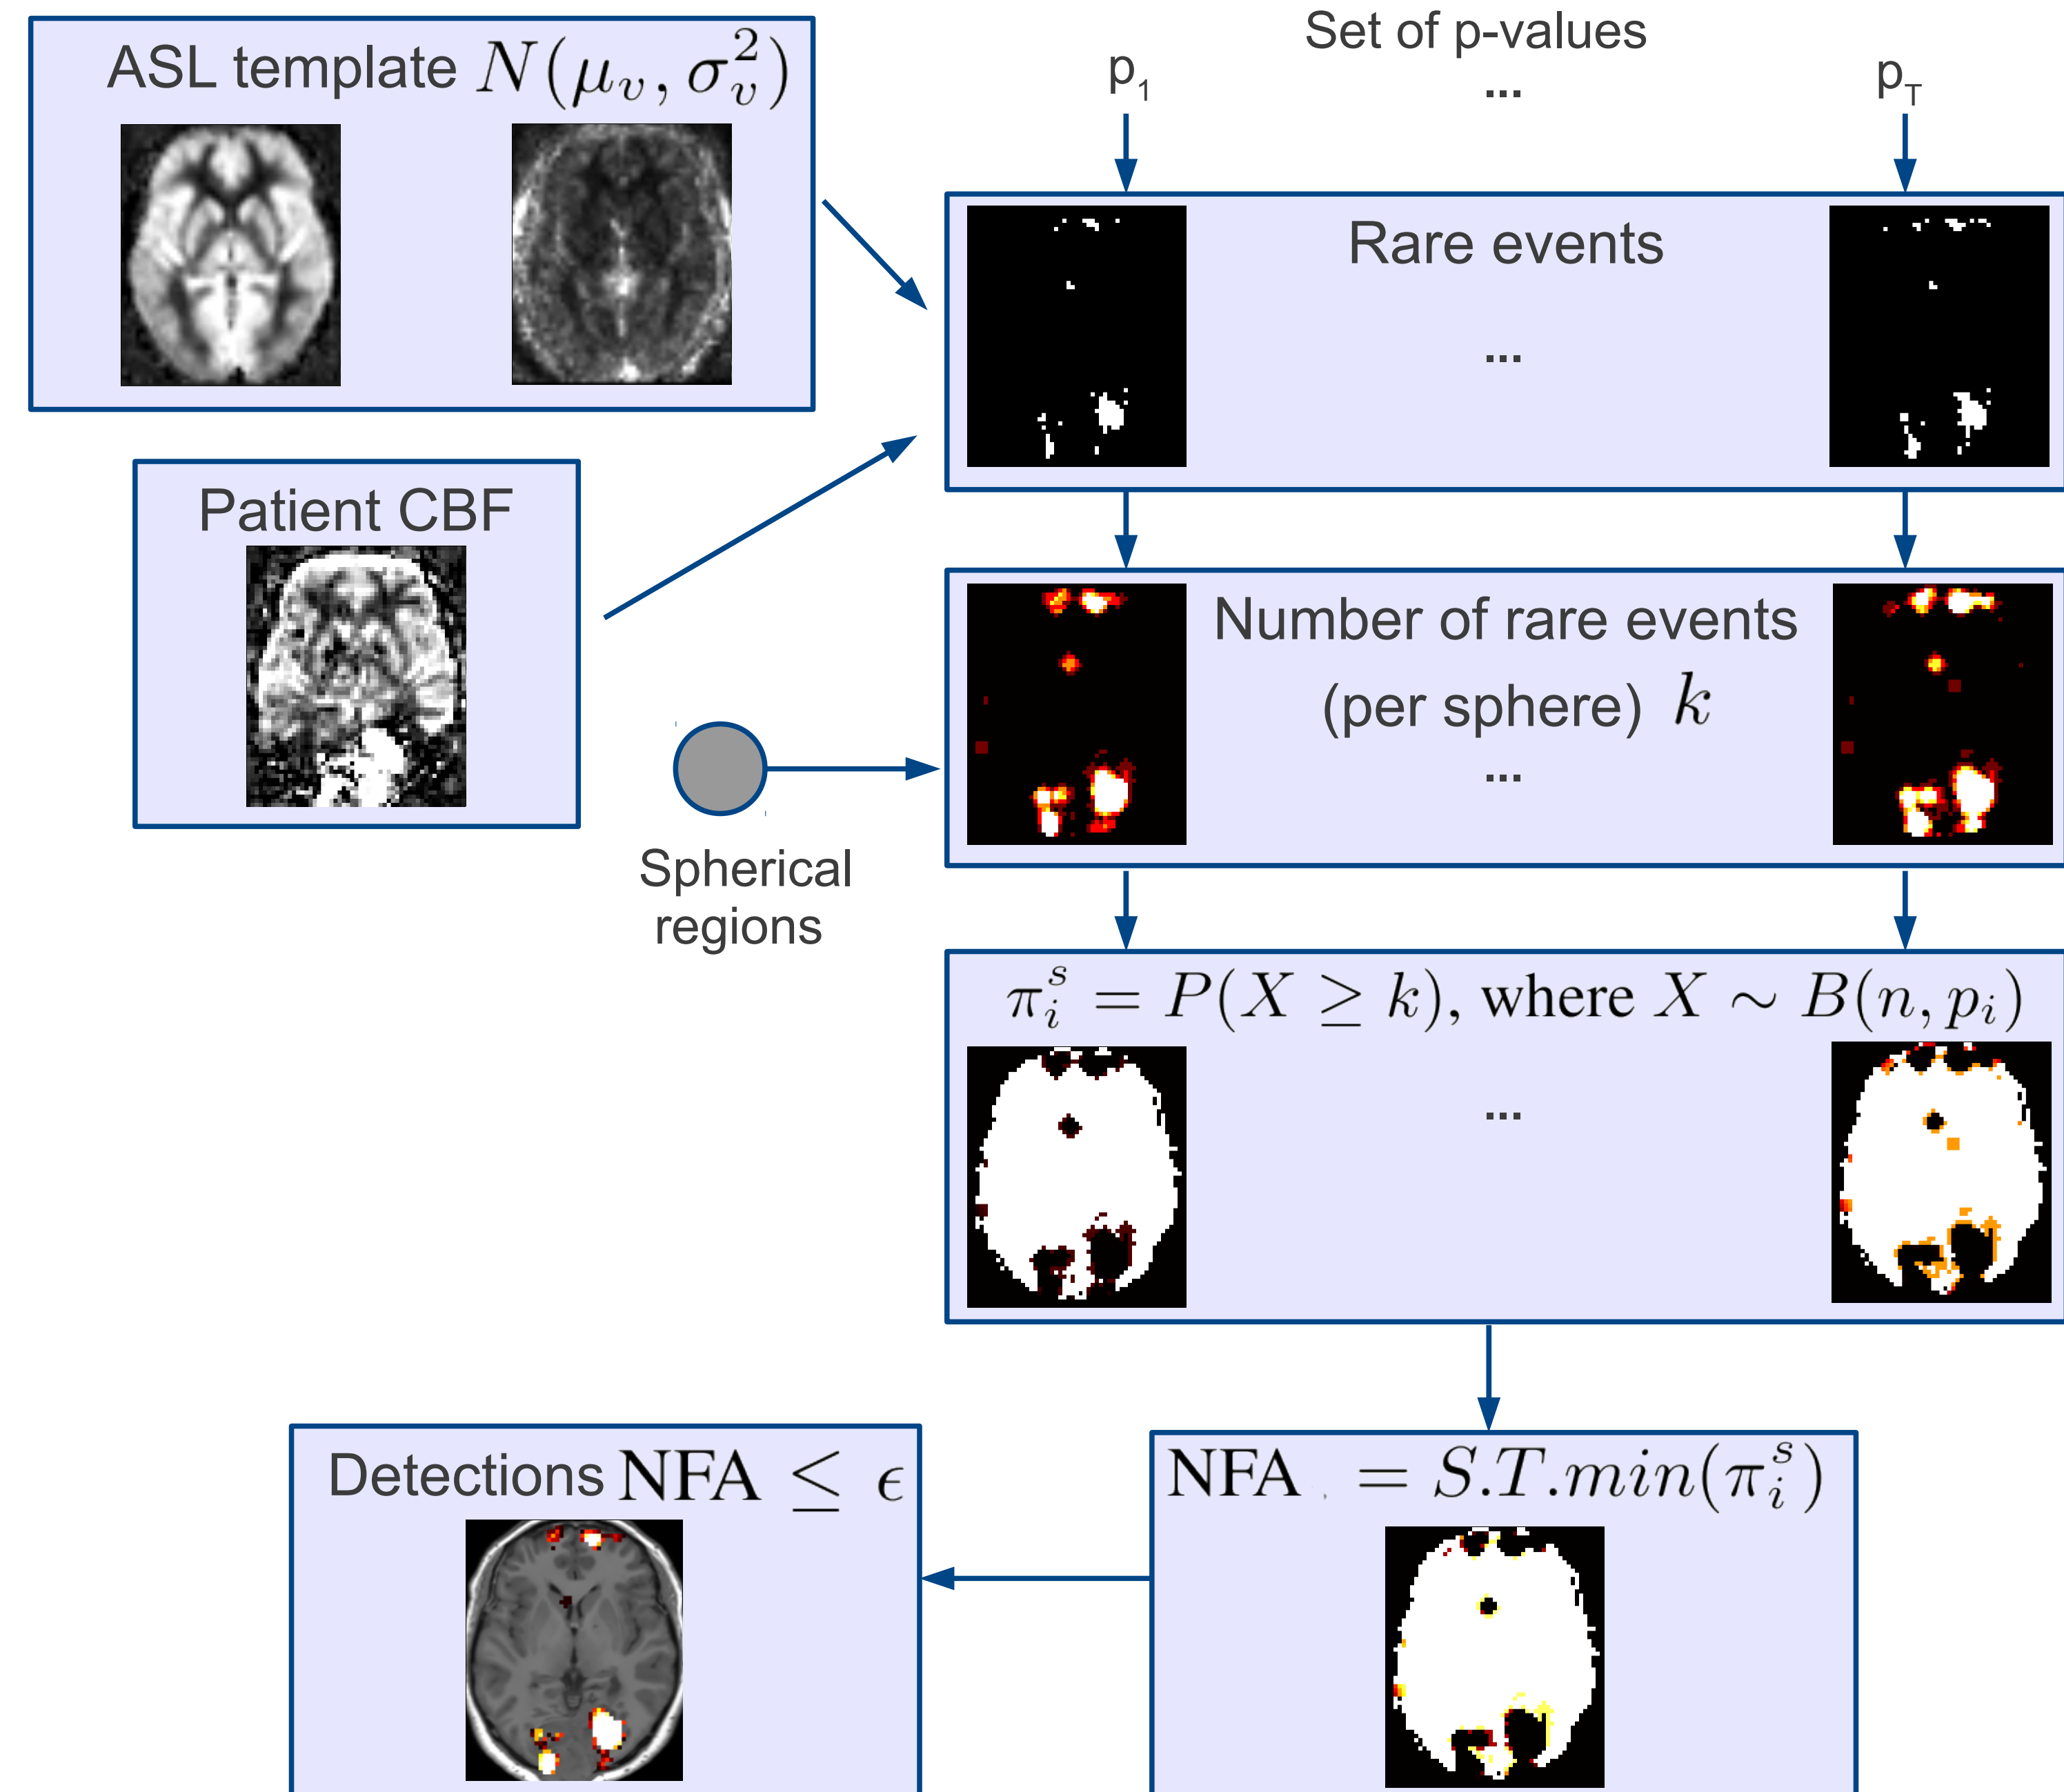 ASL template N(μ_v, σ_v^2)
Set of p-values
p_1 ... p_T
Rare events
...
Patient CBF
Number of rare events
(per sphere) k
...
Spherical
regions
π_i^s = P(X ≥ k), where X ∼ B(n, p_i)
...
Detections NFA ≤ ϵ
NFA = S.T.min(π_i^s)